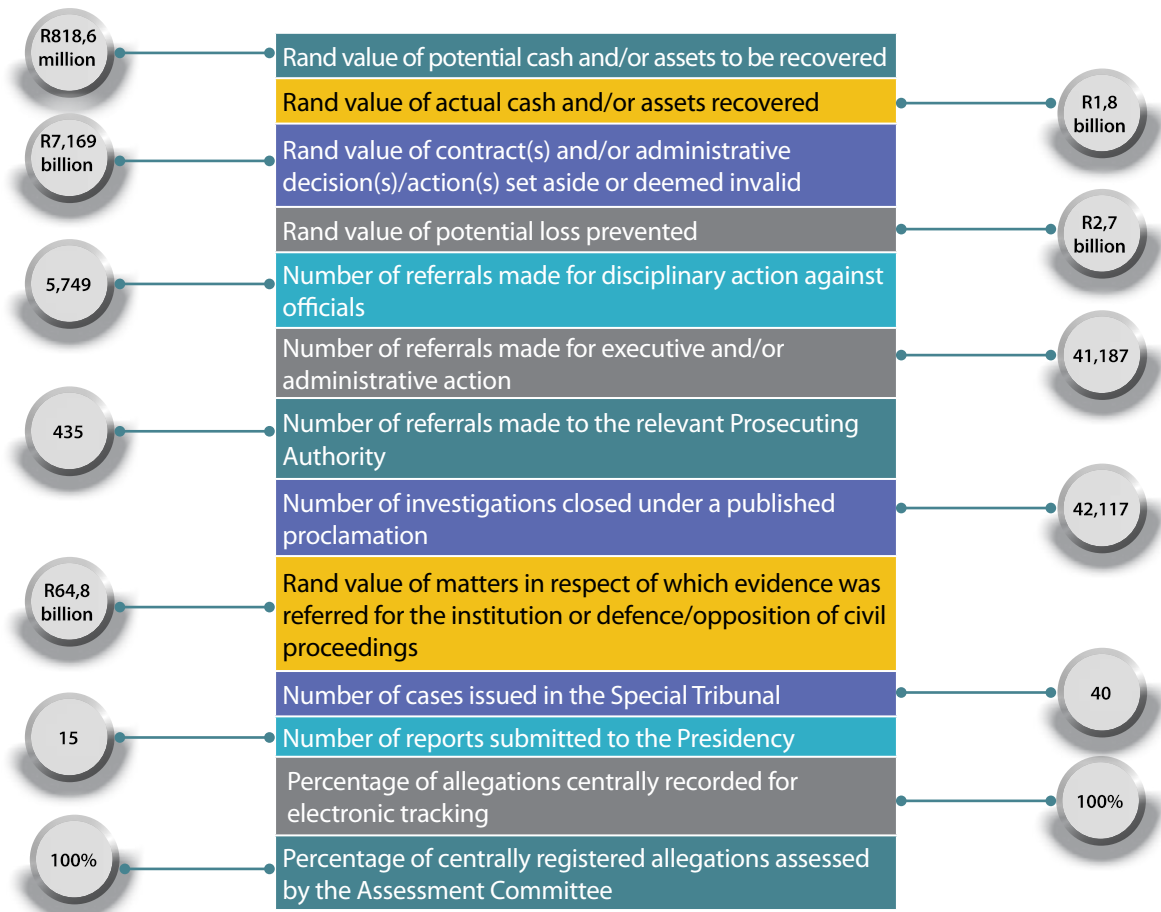 R818,6
million
Rand value of potential cash and/or assets to be recovered
Rand value of actual cash and/or assets recovered
R1,8
billion
R7,169
billion
Rand value of contract(s) and/or administrative
decision(s)/action(s) set aside or deemed invalid
Rand value of potential loss prevented
R2,7
billion
5,749
Number of referrals made for disciplinary action against
officials
Number of referrals made for executive and/or
administrative action
41,187
435
Number of referrals made to the relevant Prosecuting
Authority
Number of investigations closed under a published
proclamation
42,117
R64,8
billion
Rand value of matters in respect of which evidence was
referred for the institution or defence/opposition of civil
proceedings
Number of cases issued in the Special Tribunal
40
15
Number of reports submitted to the Presidency
Percentage of allegations centrally recorded for
electronic tracking
100%
100%
Percentage of centrally registered allegations assessed
by the Assessment Committee